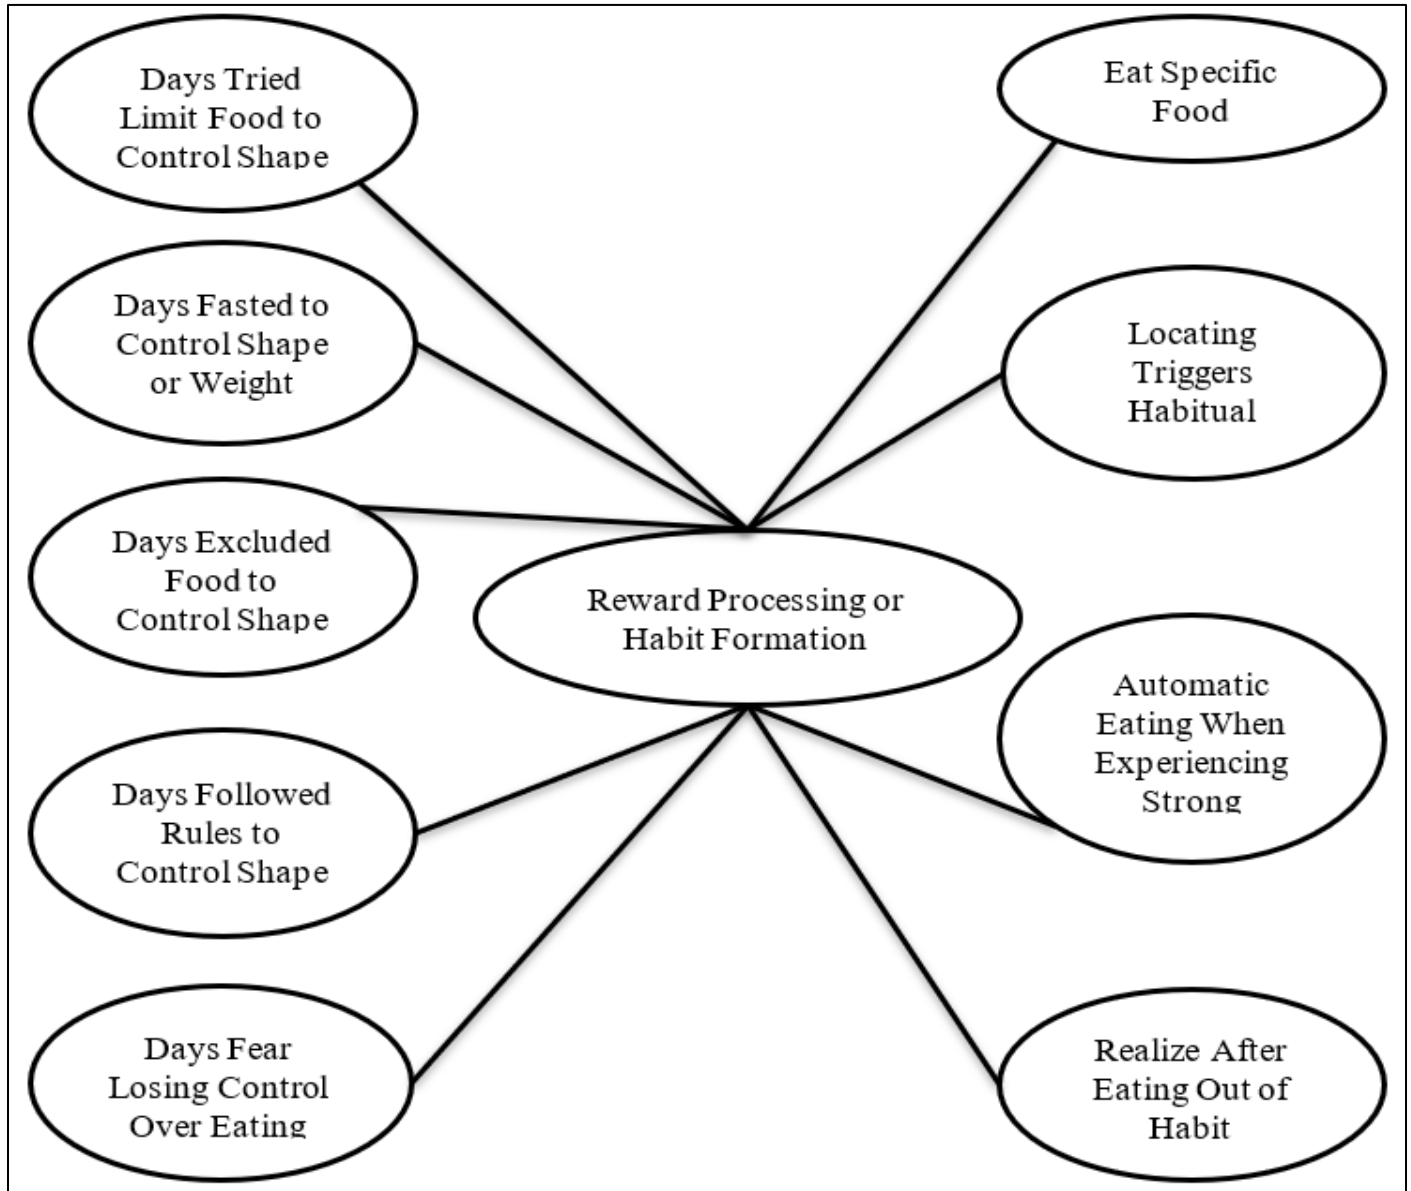 Days Tried
Limit Food to
Control Shape
Eat Specific
Food
Days Fasted to
Control Shape
or Weight
Locating
Triggers
Habitual
Days Excluded
Food to
Control Shape
Reward Processing or
Habit Formation
Automatic
Eating When
Experiencing
Strong
Days Followed
Rules to
Control Shape
Days Fear
Losing Control
Over Eating
Realize After
Eating Out of
Habit